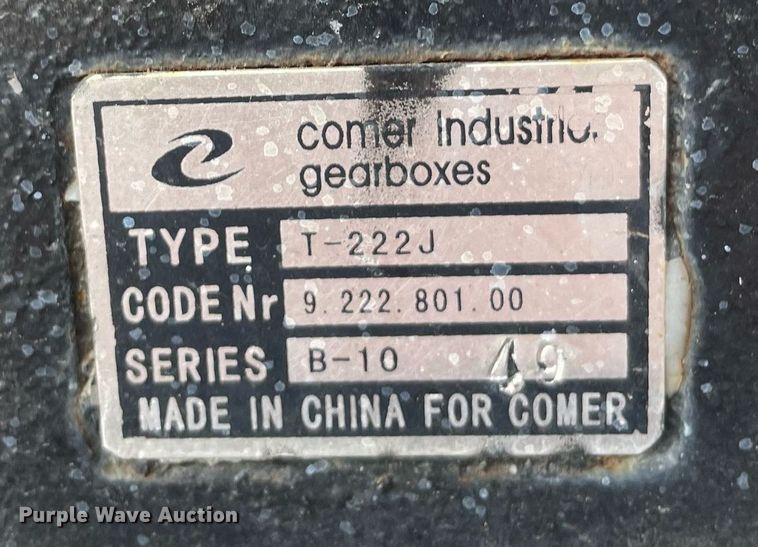 comer
gearboxes
TYPE T-222J
CODE Nr 9.222.801.00
SERIES B-10 49
MADE IN CHINA FOR COMER
Purple Wave Auction